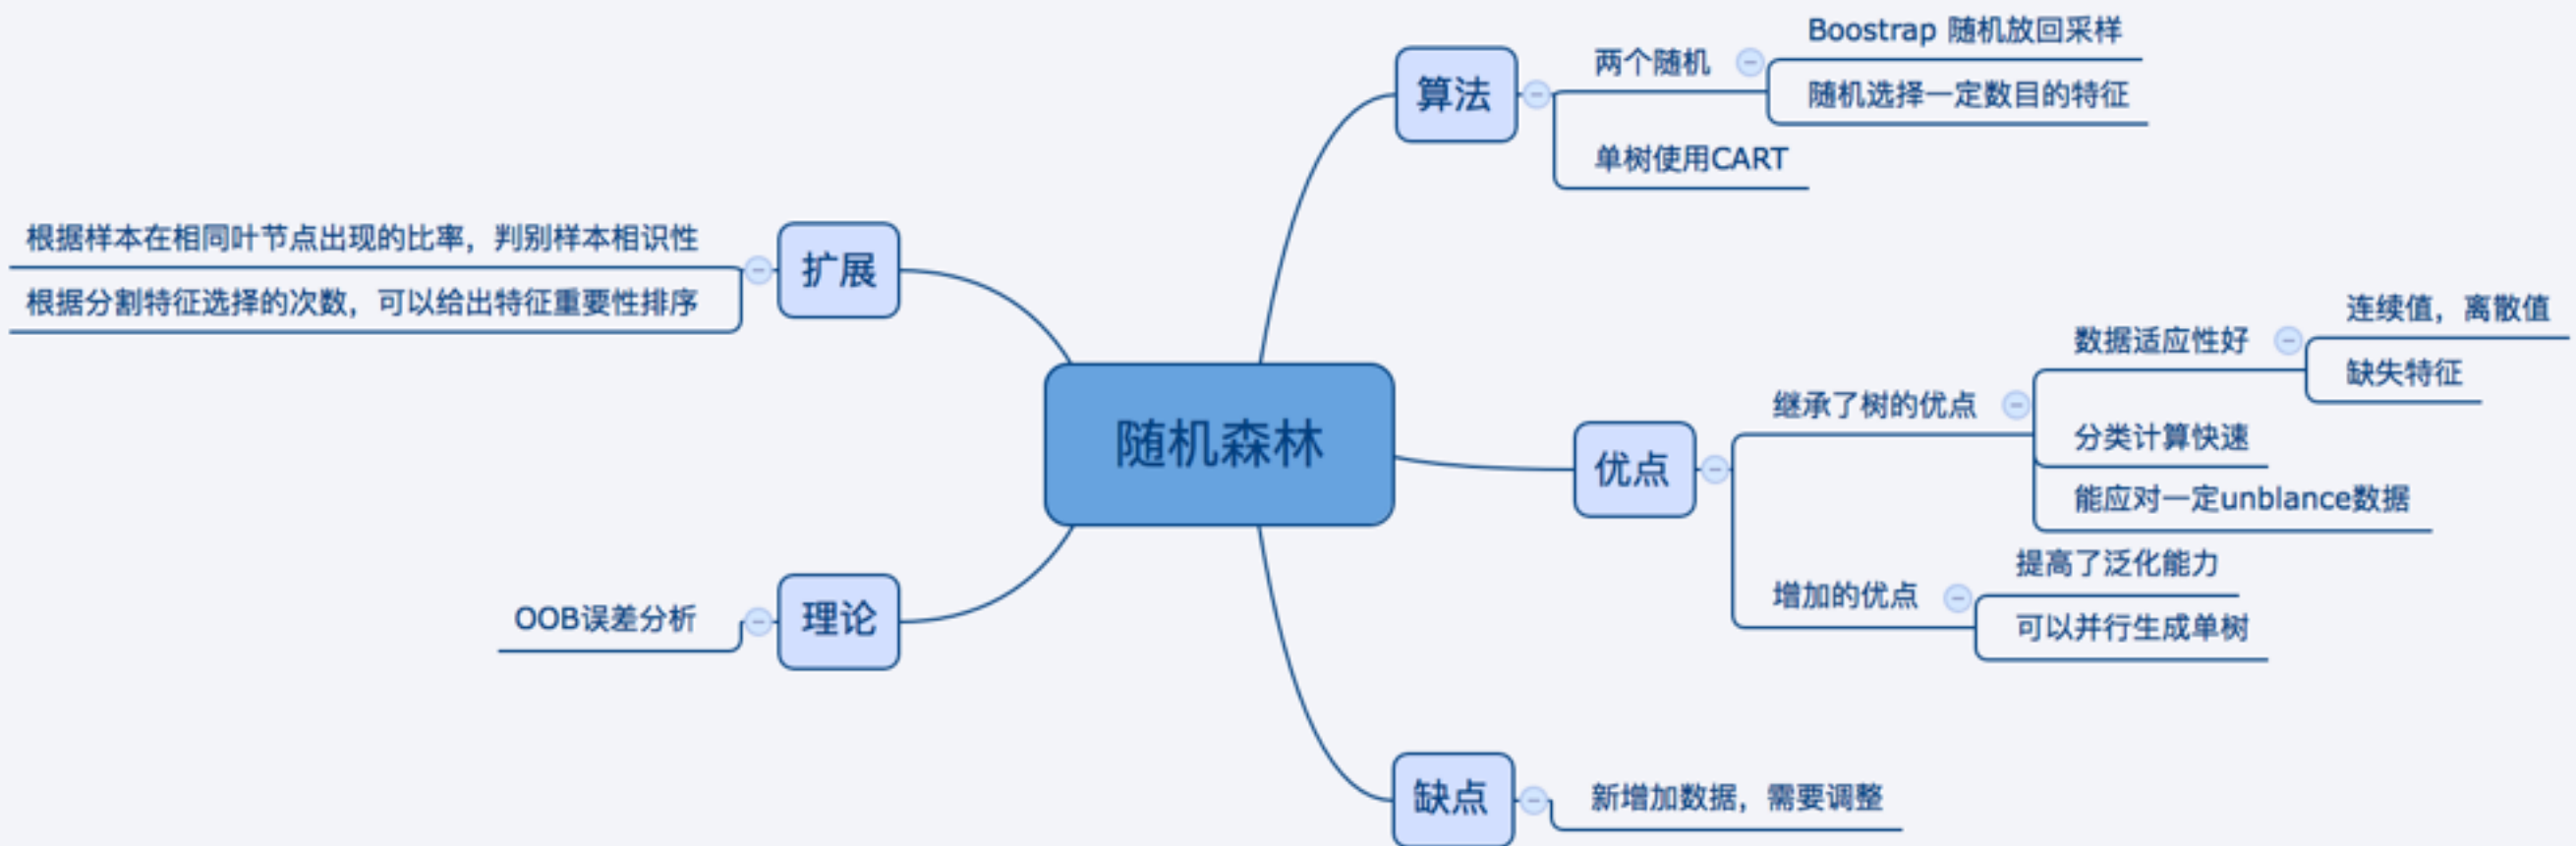 随机森林
算法
两个随机
Boostrap 随机放回采样
随机选择一定数目的特征
单树使用CART
优点
继承了树的优点
数据适应性好
连续值，离散值
缺失特征
分类计算快速
能应对一定unblance数据
增加的优点
提高了泛化能力
可以并行生成单树
缺点
新增加数据，需要调整
扩展
根据样本在相同叶节点出现的比率，判别样本相识性
根据分割特征选择的次数，可以给出特征重要性排序
理论
OOB误差分析